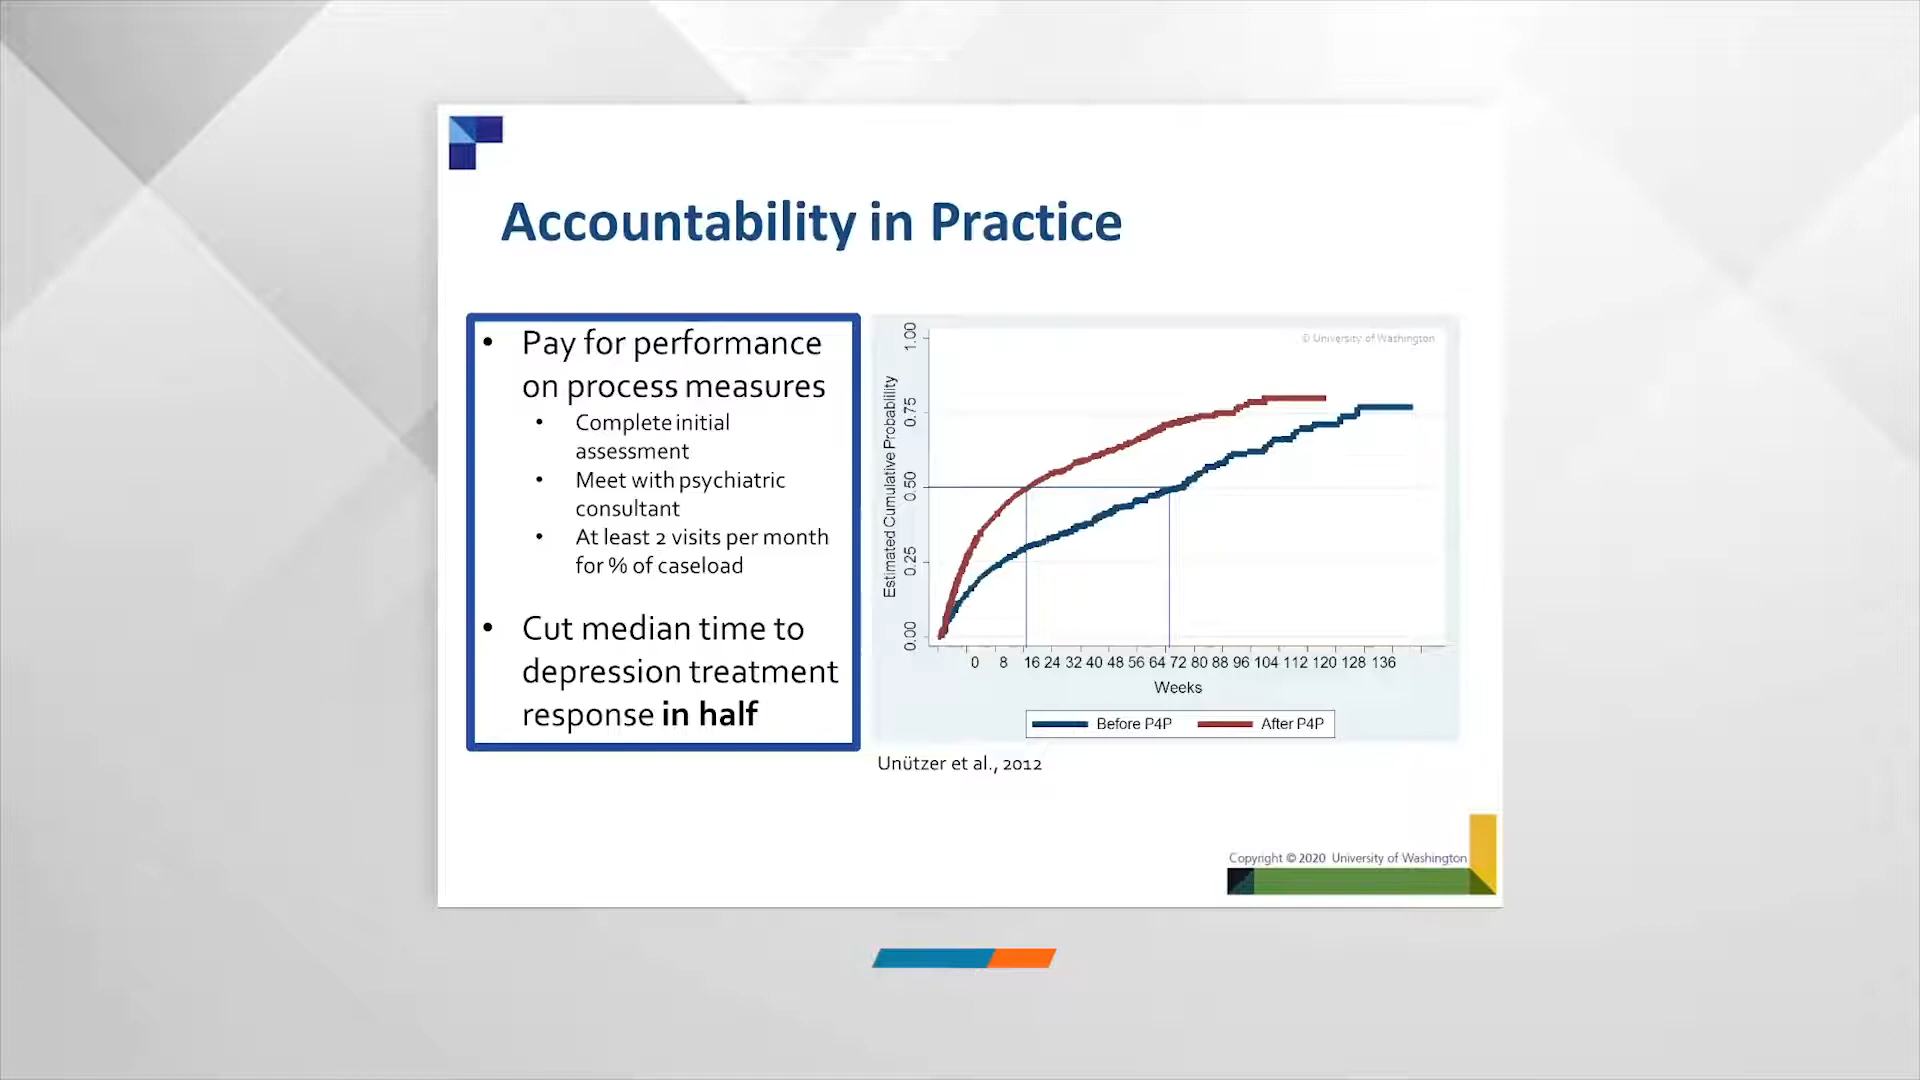 Accountability in Practice
• Pay for performance
on process measures
• Complete initial
assessment
• Meet with psychiatric
consultant
• At least 2 visits per month
for % of caseload
• Cut median time to
depression treatment
response in half
© University of Washington
Estimated Cumulative Probability
1.00
0.75
0.50
0.25
0.00
0 8 16 24 32 40 48 56 64 72 80 88 96 104 112 120 128 136
Weeks
Before P4P After P4P
Unützer et al., 2012
Copyright © 2020 University of Washington